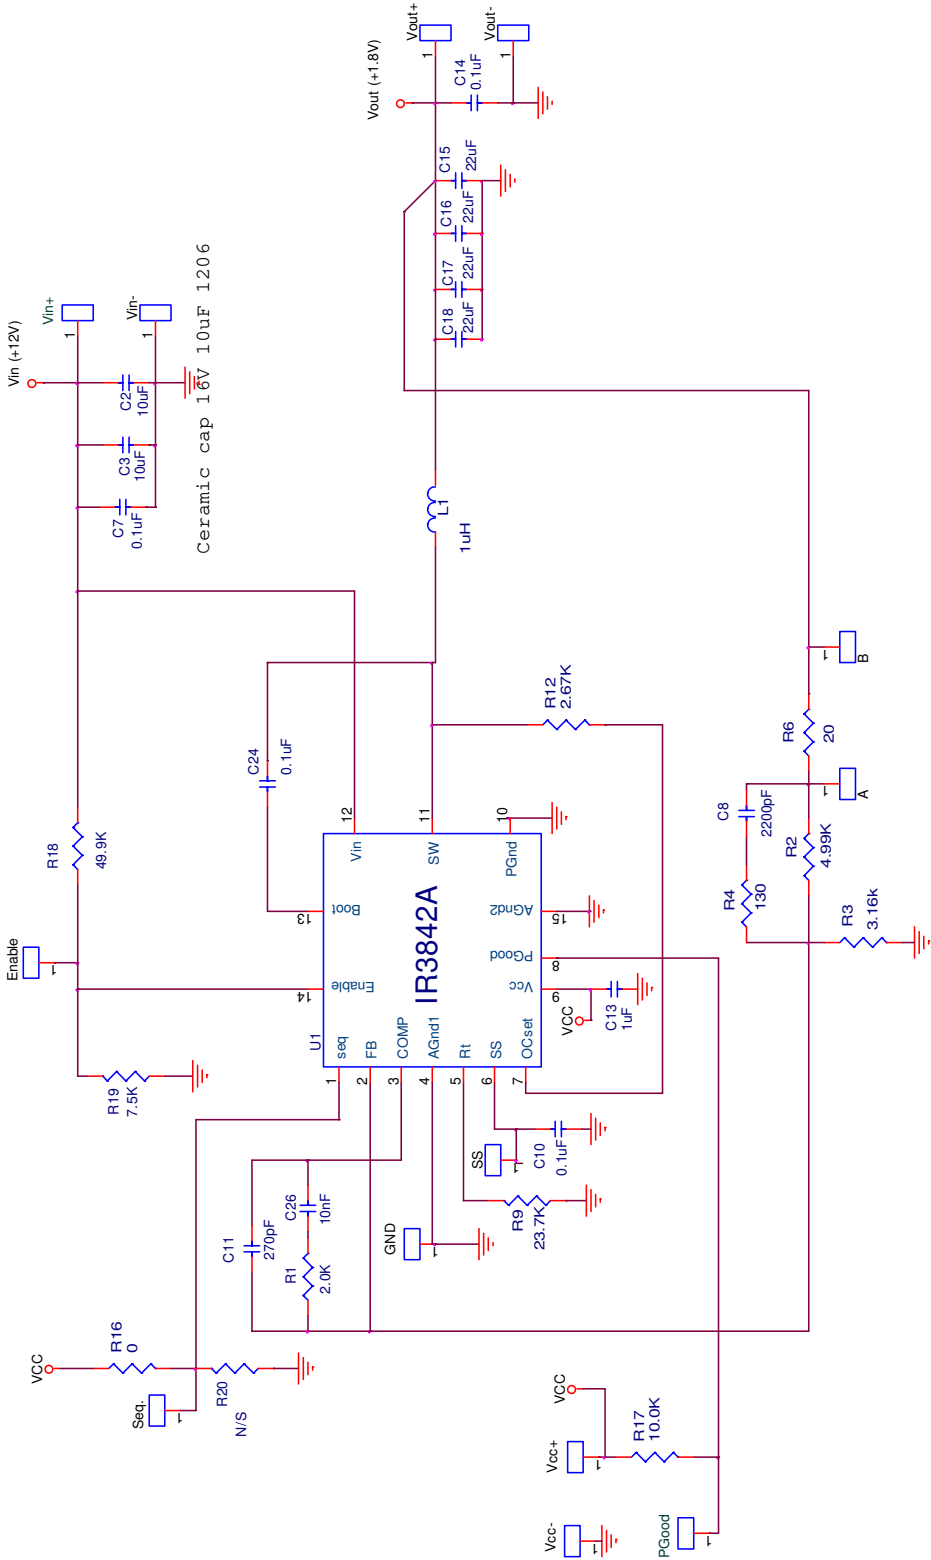 VCC
R16
0
Seq.
1
R20
N/S
R19
7.5K
Enable
1
R18
49.9K
Vin (+12V)
Vin+
1
Vin-
1
C7
0.1uF
C3
10uF
C2
10uF
Ceramic cap 16V 10uF 1206
C11
270pF
R1
2.0K
C26
10nF
C24
0.1uF
U1
IR3842A
1
seq
2
FB
3
COMP
4
AGnd1
5
Rt
6
SS
7
OCset
14
Enable
13
Boot
12
Vin
11
SW
10
PGnd
15
AGnd2
8
PGood
9
Vcc
GND
1
R9
23.7K
SS
1
C10
0.1uF
VCC
C13
1uF
R12
2.67K
L1
1uH
C18
22uF
C17
22uF
C16
22uF
C15
22uF
Vout (+1.8V)
C14
0.1uF
Vout+
1
Vout-
1
Vcc-
1
Vcc+
1
VCC
R17
10.0K
PGood
1
R4
130
C8
2200pF
R3
3.16k
R2
4.99K
A
1
R6
20
B
1